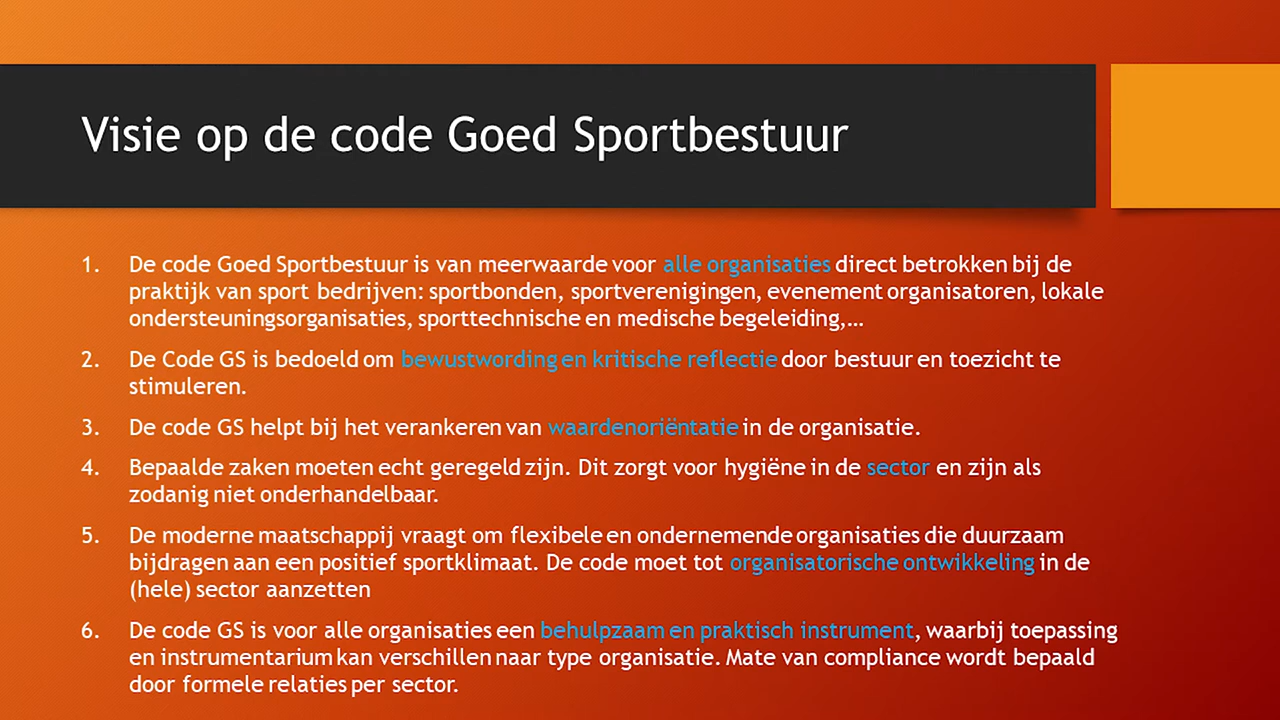 Visie op de code Goed Sportbestuur
1. De code Goed Sportbestuur is van meerwaarde voor alle organisaties direct betrokken bij de
praktijk van sport bedrijven: sportbonden, sportverenigingen, evenement organisatoren, lokale
ondersteuningsorganisaties, sporttechnische en medische begeleiding,…
2. De Code GS is bedoeld om bewustwording en kritische reflectie door bestuur en toezicht te
stimuleren.
3. De code GS helpt bij het verankeren van waardenoriëntatie in de organisatie.
4. Bepaalde zaken moeten echt geregeld zijn. Dit zorgt voor hygiëne in de sector en zijn als
zodanig niet onderhandelbaar.
5. De moderne maatschappij vraagt om flexibele en ondernemende organisaties die duurzaam
bijdragen aan een positief sportklimaat. De code moet tot organisatorische ontwikkeling in de
(hele) sector aanzetten
6. De code GS is voor alle organisaties een behulpzaam en praktisch instrument, waarbij toepassing
en instrumentarium kan verschillen naar type organisatie. Mate van compliance wordt bepaald
door formele relaties per sector.